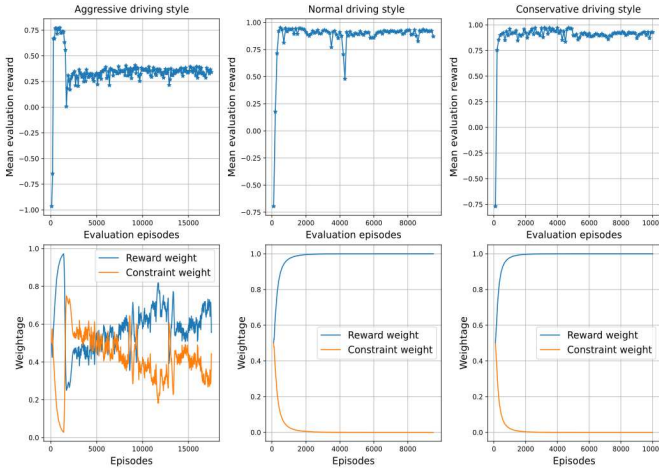 Aggressive driving style
Normal driving style
Conservative driving style
Mean evaluation reward
0.75
0.50
0.25
0.00
−0.25
−0.50
−0.75
−1.00
0 5000 10000 15000
Evaluation episodes
Mean evaluation reward
1.00
0.75
0.50
0.25
0.00
−0.25
−0.50
−0.75
0 2000 4000 6000 8000
Evaluation episodes
Mean evaluation reward
1.00
0.75
0.50
0.25
0.00
−0.25
−0.50
−0.75
0 2000 4000 6000 8000 10000
Evaluation episodes
Weightage
1.0
0.8
0.6
0.4
0.2
0.0
Reward weight
Constraint weight
0 5000 10000 15000
Episodes
Weightage
1.0
0.8
0.6
0.4
0.2
0.0
Reward weight
Constraint weight
0 2000 4000 6000 8000
Episodes
Weightage
1.0
0.8
0.6
0.4
0.2
0.0
Reward weight
Constraint weight
0 2000 4000 6000 8000 10000
Episodes